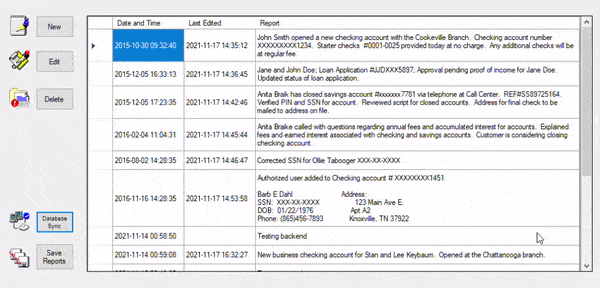 New
Edit
Delete
Database
Sync
Save
Reports
Date and Time Last Edited Report
2015-10-30 09:32:40 2021-11-17 14:35:12 John Smith opened a new checking account with the Cookeville Branch. Checking account number
XXXXXXXXX1234. Starter checks #0001-0025 provided today at no charge. Any additional checks will be
at regular fee.
2015-12-05 16:33:13 2021-11-17 14:36:45 Jane and John Doe; Loan Application #JJDXXX5897; Approval pending proof of income for Jane Doe.
Updated status of loan application.
2015-12-05 17:23:35 2021-11-17 14:42:46 Anita Braik has closed savings account #xxxxxxx7781 via telephone at Call Center. REF#SS89725164.
Verified PIN and SSN for account. Reviewed script for closed accounts. Address for final check to be
mailed to address on file.
2016-02-04 11:04:31 2021-11-17 14:45:44 Anita Braike called with questions regarding annual fees and accumulated interest for accounts. Explained
fees and earned interest associated with checking and savings accounts. Customer is considering closing
checking account.
2016-08-02 14:28:35 2021-11-17 14:46:47 Corrected SSN for Ollie Tabooger XXX-XX-XXXX
2016-11-16 14:28:35 2021-11-17 14:53:58 Authorized user added to Checking account # XXXXXXXX1451
Barb E Dahl Address:
SSN: XXX-XX-XXXX 123 Main Ave E.
DOB: 01/22/1976 Apt A2
Phone: (865)456-7893 Knoxville, TN 37922
2021-11-14 00:58:50 Testing backend
2021-11-14 00:59:08 2021-11-17 16:32:27 New business checking account for Stan and Lee Keybaum. Opened at the Chattanooga branch.